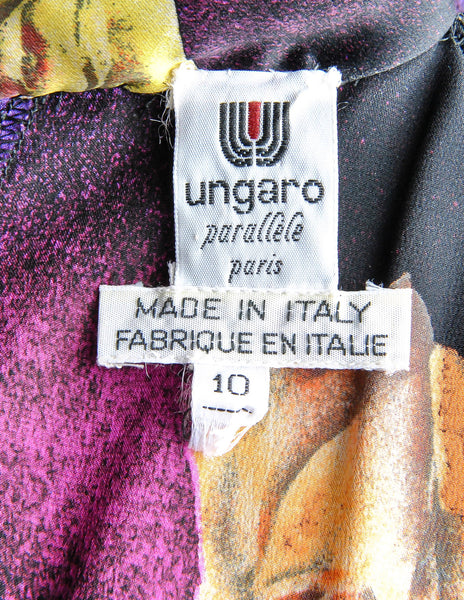 ungaro
parallèle
paris
MADE IN ITALY
FABRIQUE EN ITALIE
10